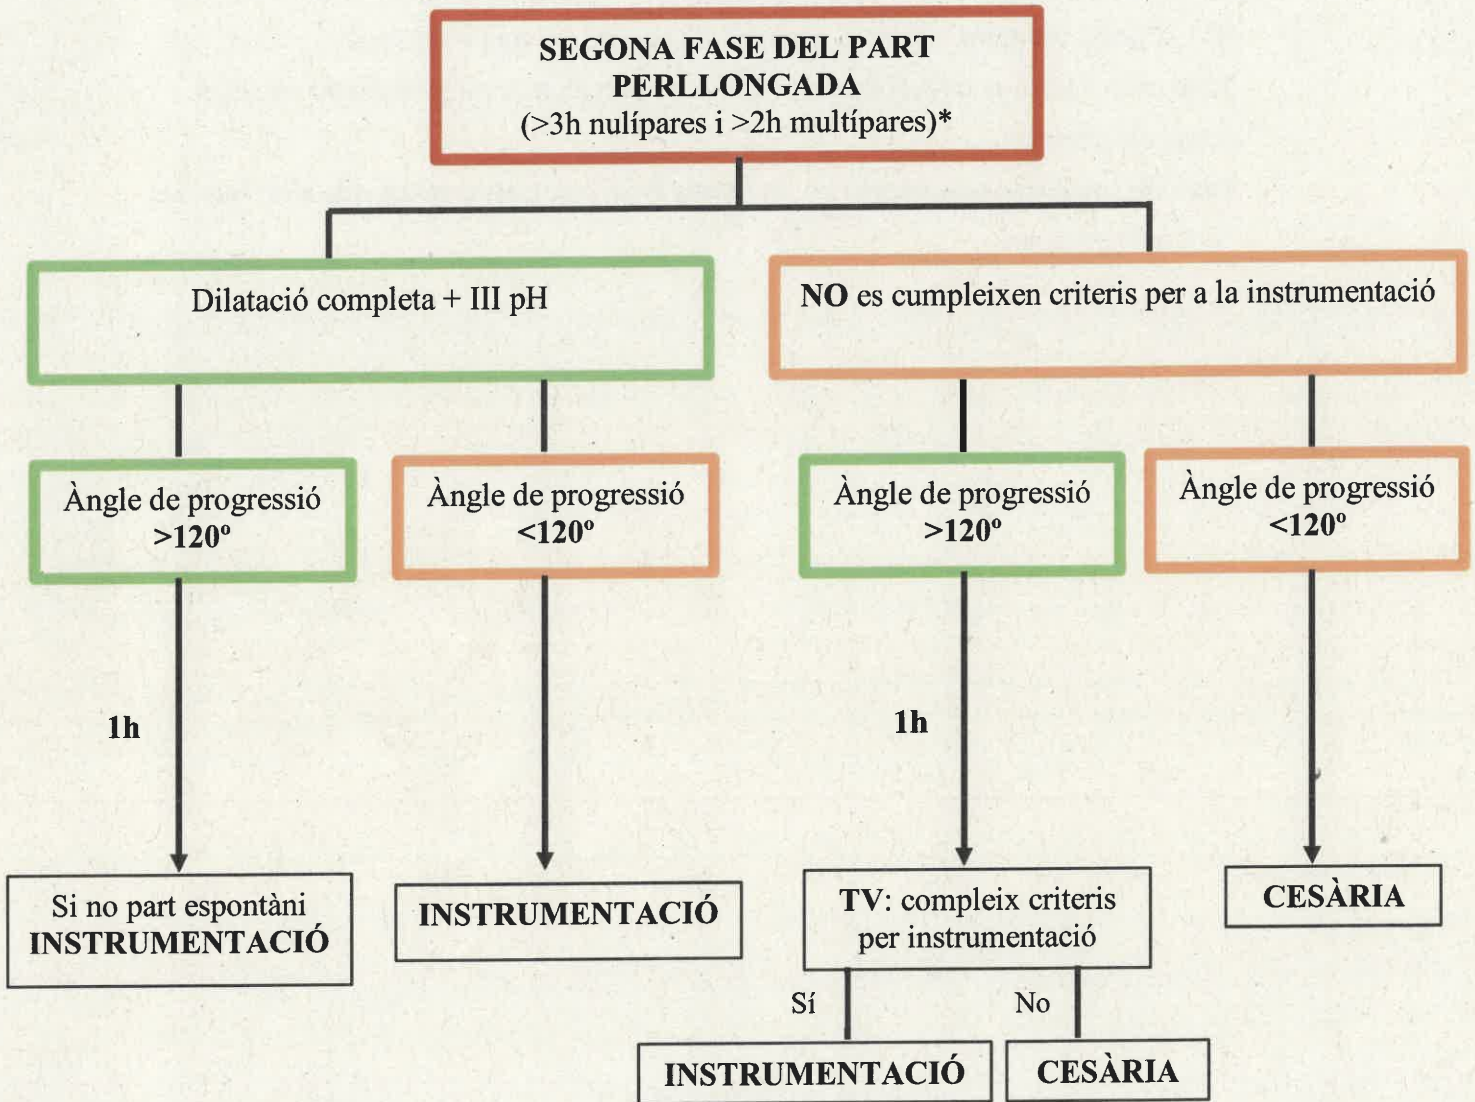 SEGONA FASE DEL PART
PERLLONGADA
(>3h nulípares i >2h multípares)*
Dilatació completa + III pH
NO es cumpleixen criteris per a la instrumentació
Àngle de progressió
>120º
Àngle de progressió
<120º
Àngle de progressió
>120º
Àngle de progressió
<120º
1h
1h
Si no part espontàni
INSTRUMENTACIÓ
INSTRUMENTACIÓ
TV: compleix criteris
per instrumentació
CESÀRIA
Sí
No
INSTRUMENTACIÓ
CESÀRIA